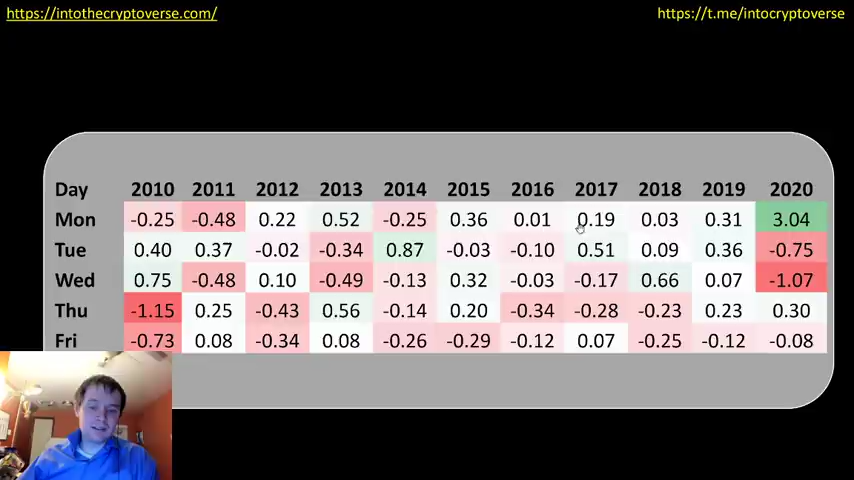 https://intothecryptoverse.com/ https://t.me/intocryptoverse
Day 2010 2011 2012 2013 2014 2015 2016 2017 2018 2019 2020
Mon -0.25 -0.48 0.22 0.52 -0.25 0.36 0.01 0.19 0.03 0.31 3.04
Tue 0.40 0.37 -0.02 -0.34 0.87 -0.03 -0.10 0.51 0.09 0.36 -0.75
Wed 0.75 -0.48 0.10 -0.49 -0.13 0.32 -0.03 -0.17 0.66 0.07 -1.07
Thu -1.15 0.25 -0.43 0.56 -0.14 0.20 -0.34 -0.28 -0.23 0.23 0.30
Fri -0.73 0.08 -0.34 0.08 -0.26 -0.29 -0.12 0.07 -0.25 -0.12 -0.08